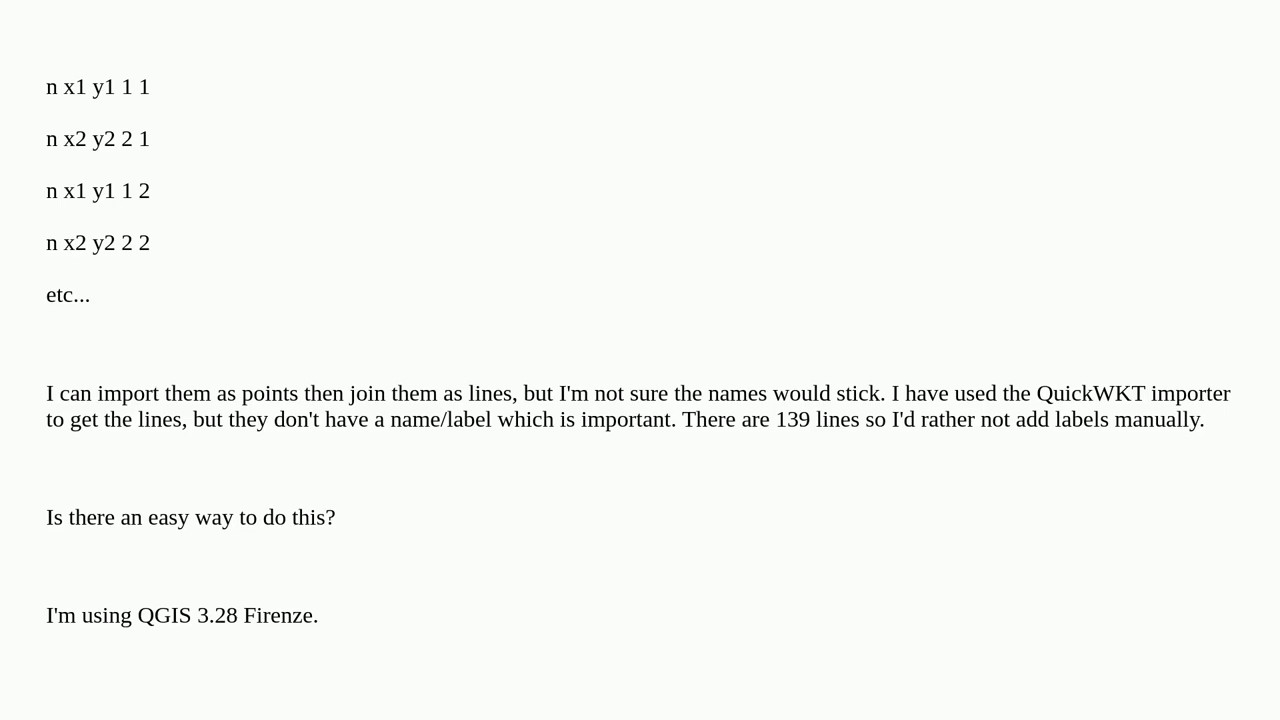 n x1 y1 1 1
n x2 y2 2 1
n x1 y1 1 2
n x2 y2 2 2
etc...
I can import them as points then join them as lines, but I'm not sure the names would stick. I have used the QuickWKT importer
to get the lines, but they don't have a name/label which is important. There are 139 lines so I'd rather not add labels manually.
Is there an easy way to do this?
I'm using QGIS 3.28 Firenze.